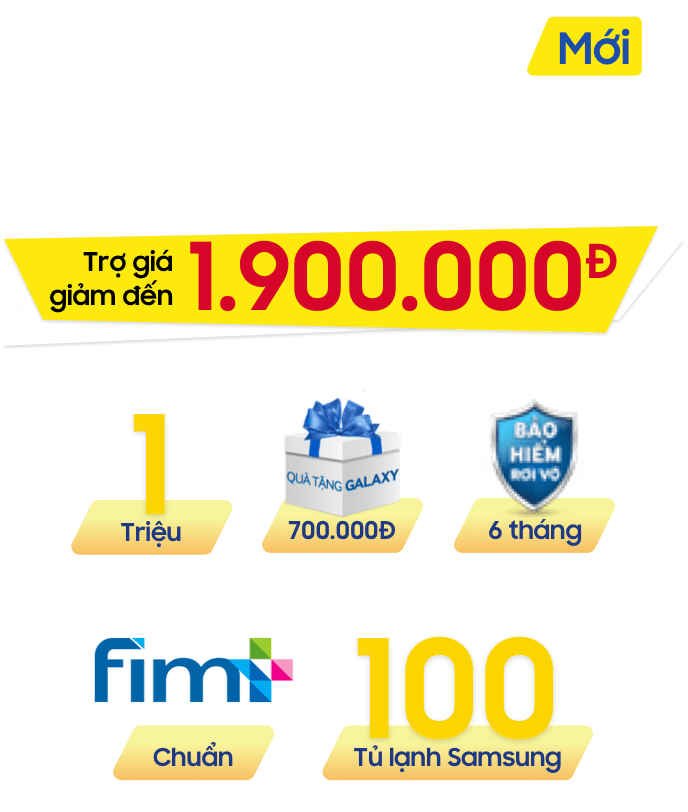 Mới
Trợ giá
giảm đến
1.900.000Đ
1
Triệu
QUÀ TẶNG GALAXY
700.000Đ
BẢO
HIỂM
RƠI VỠ
6 tháng
fim+
Chuẩn
100
Tủ lạnh Samsung